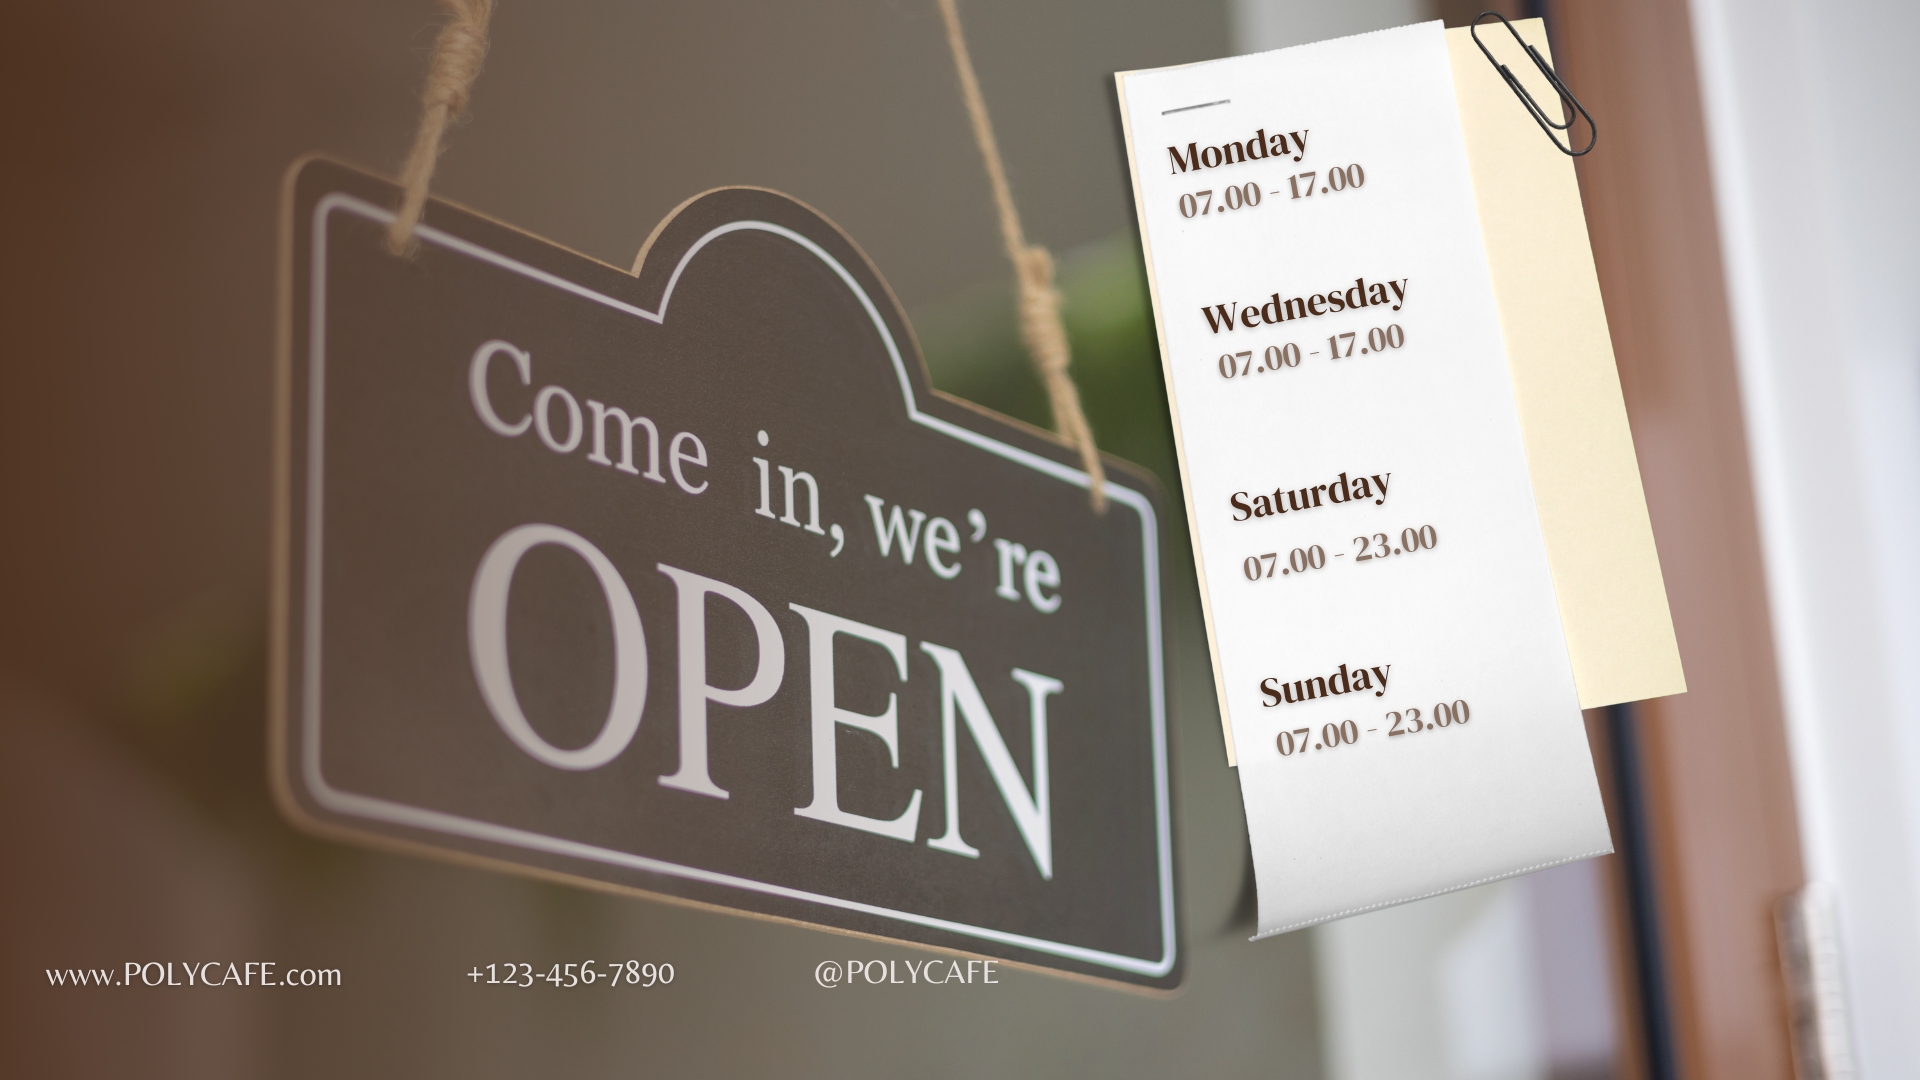 Come in, we're
OPEN
Monday
07.00 - 17.00
Wednesday
07.00 - 17.00
Saturday
07.00 - 23.00
Sunday
07.00 - 23.00
www.POLYCAFE.com
+123-456-7890
@POLYCAFE